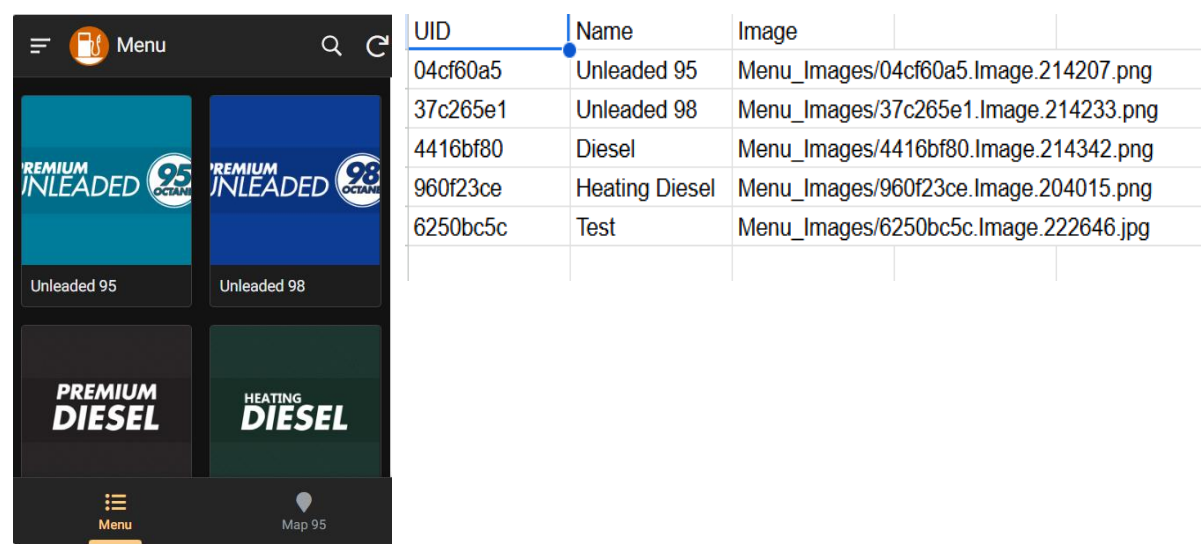 Menu
REMIUM
UNLEADED 95
OCTAN
PREMIUM
UNLEADED 98
OCTANE
Unleaded 95
Unleaded 98
PREMIUM
DIESEL
HEATING
DIESEL
Menu
Map 95
UID Name Image
04cf60a5 Unleaded 95 Menu_Images/04cf60a5.Image.214207.png
37c265e1 Unleaded 98 Menu_Images/37c265e1.Image.214233.png
4416bf80 Diesel Menu_Images/4416bf80.Image.214342.png
960f23ce Heating Diesel Menu_Images/960f23ce.Image.204015.png
6250bc5c Test Menu_Images/6250bc5c.Image.222646.jpg